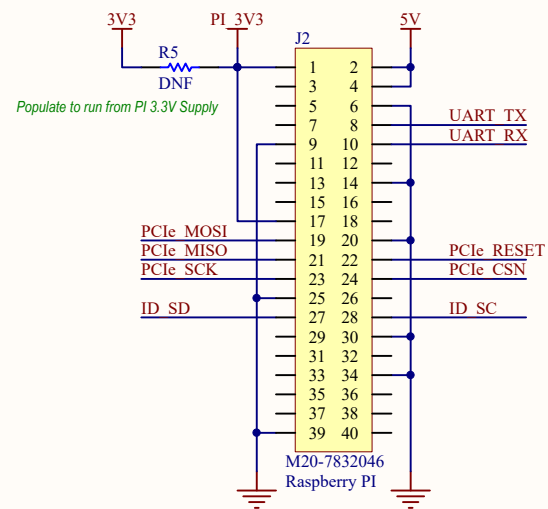 3V3 PI_3V3 5V
J2
R5
DNF
Populate to run from PI 3.3V Supply
1 2
3 4
5 6
7 8 UART_TX
9 10 UART_RX
11 12
13 14
15 16
17 18
PCIe_MOSI 19 20
PCIe_MISO 21 22 PCIe_RESET
PCIe_SCK 23 24 PCIe_CSN
25 26
ID_SD 27 28 ID_SC
29 30
31 32
33 34
35 36
37 38
39 40
M20-7832046
Raspberry PI